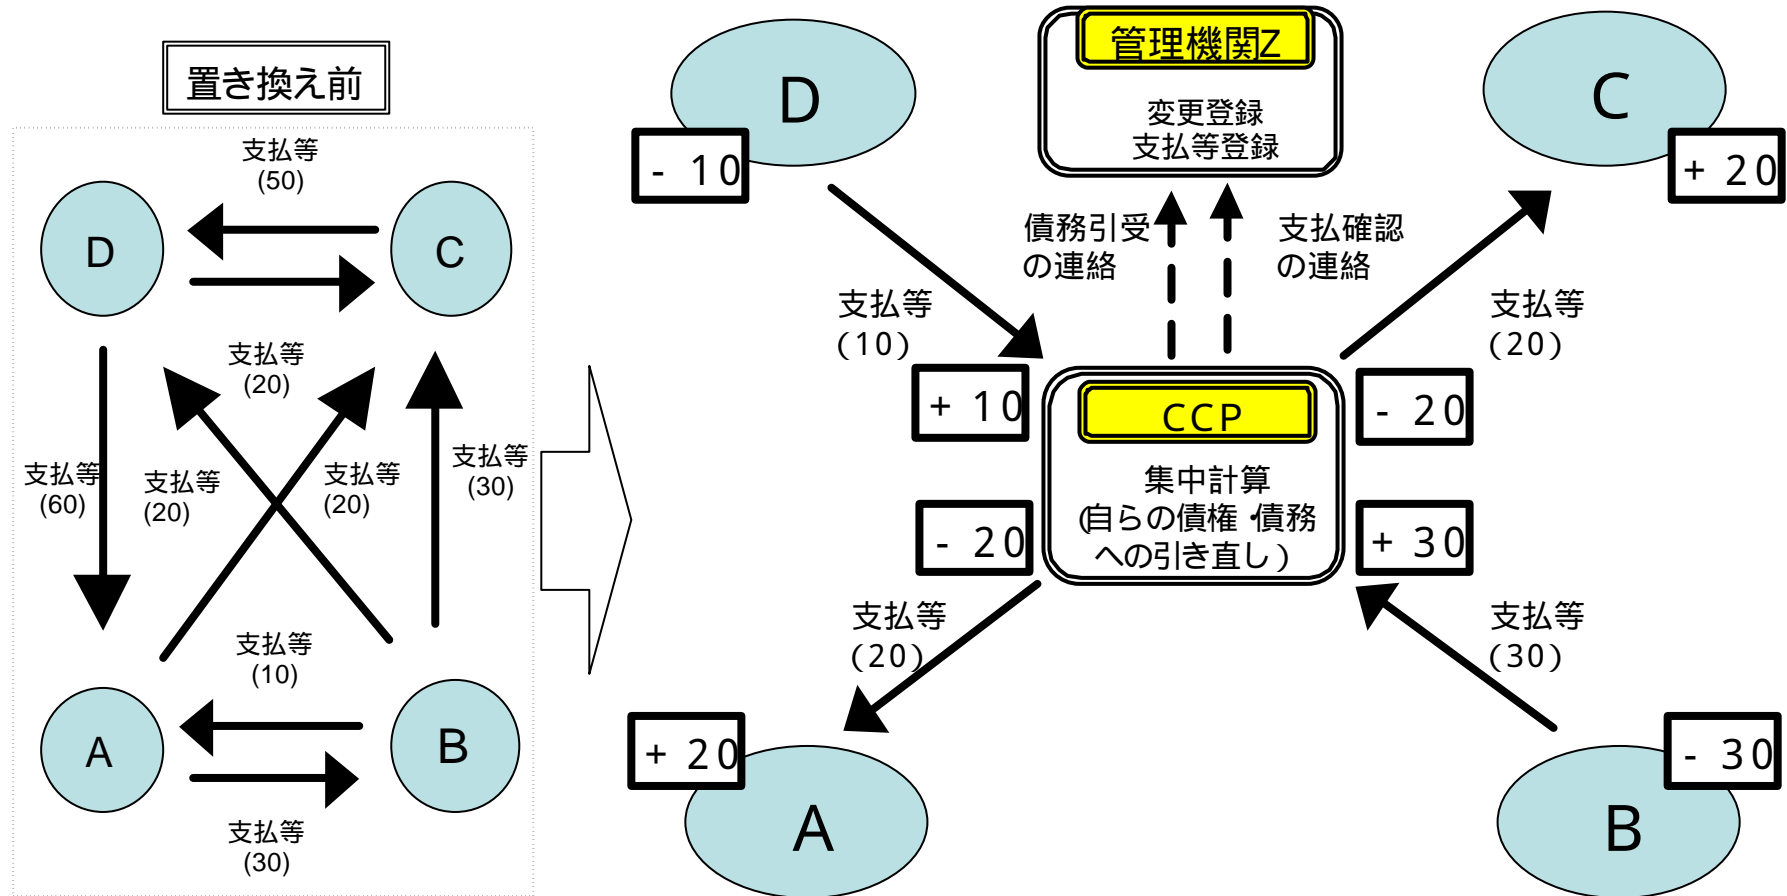 置き換え前
支払等
(50)
D
C
支払等
(20)
支払等
(60)
支払等
(20)
支払等
(20)
支払等
(30)
支払等
(10)
A
B
支払等
(30)
D
- 10
管理機関Z
変更登録
支払等登録
C
+ 20
債務引受
の連絡
支払確認
の連絡
支払等
(10)
支払等
(20)
+ 10
CCP
- 20
集中計算
(自らの債権・債務
への引き直し)
- 20
+ 30
支払等
(20)
支払等
(30)
+ 20
A
- 30
B